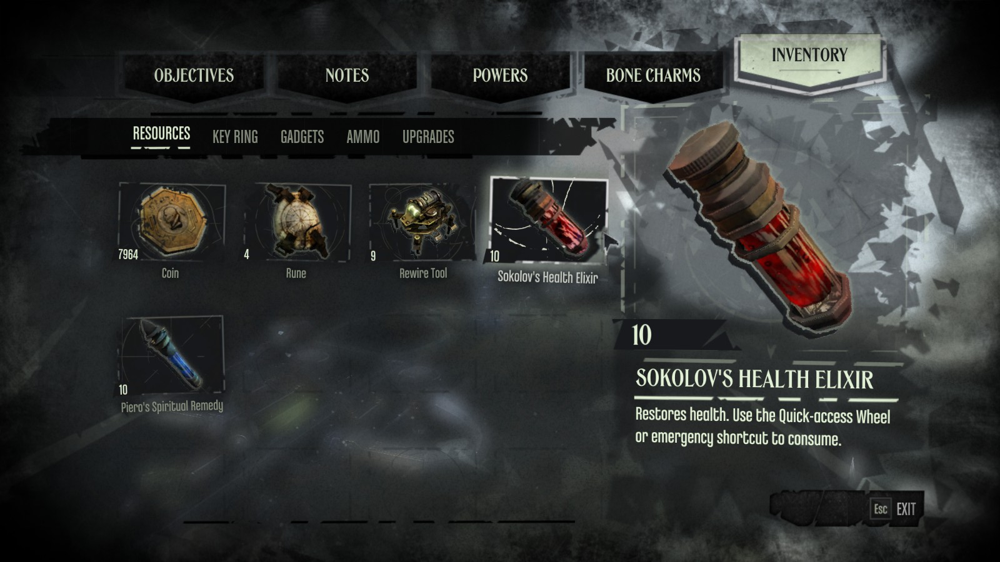 OBJECTIVES
NOTES
POWERS
BONE CHARMS
INVENTORY
RESOURCES
KEY RING
GADGETS
AMMO
UPGRADES
7964
Coin
4
Rune
9
Rewire Tool
10
Sokolov's Health Elixir
10
Piero's Spiritual Remedy
10
SOKOLOV'S HEALTH ELIXIR
Restores health. Use the Quick-access Wheel
or emergency shortcut to consume.
Esc EXIT